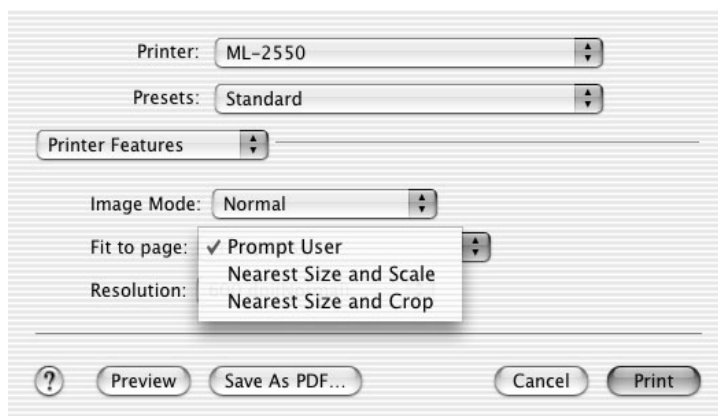 Printer: ML-2550
Presets: Standard
Printer Features
Image Mode: Normal
Fit to page: ✓ Prompt User
Nearest Size and Scale
Resolution:
Nearest Size and Crop
? Preview Save As PDF... Cancel Print